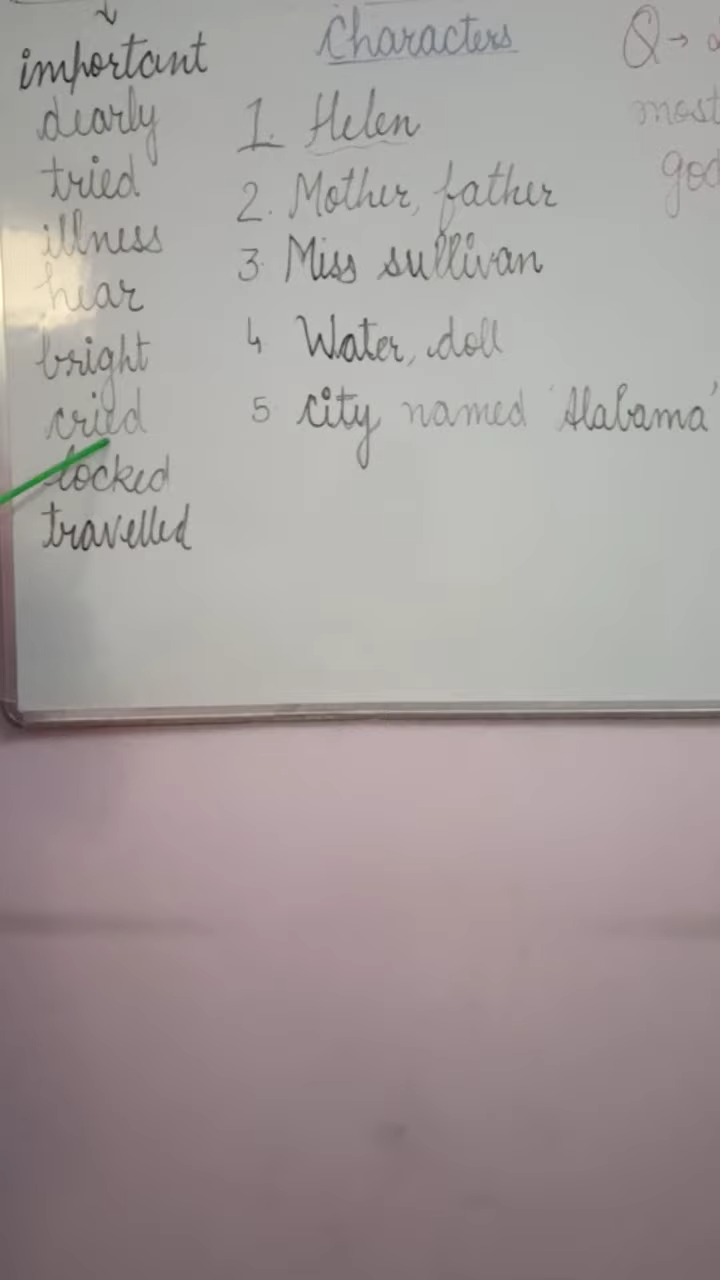 important
dearly
tried
illness
hear
bright
cried
locked
travelled
Characters
1. Helen
2. Mother, father
3. Miss sullivan
4 Water, doll
5 city named 'Alabama'
Q →
most